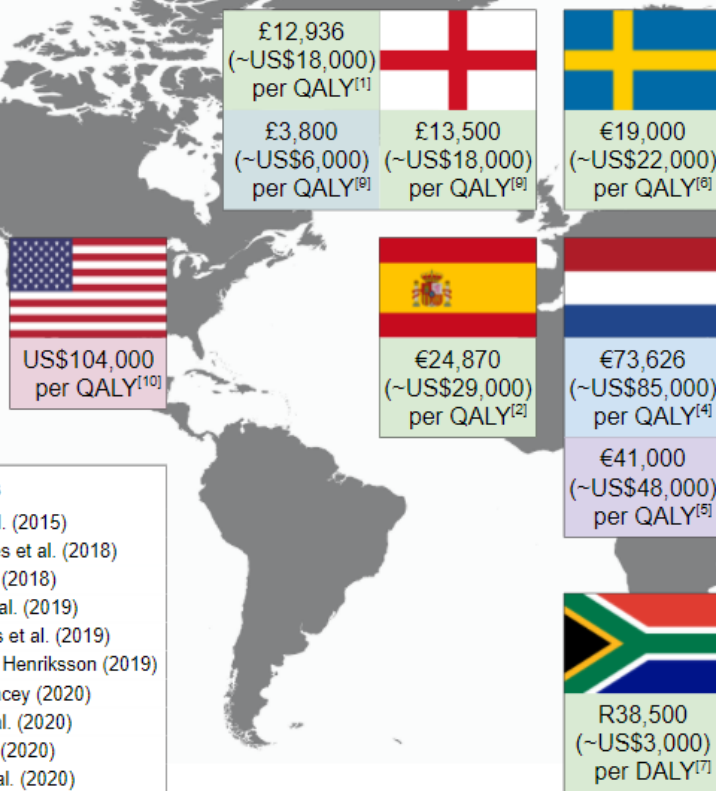 £12,936
(~US$18,000)
per QALY[1]
£3,800
(~US$6,000)
per QALY[9]
£13,500
(~US$18,000)
per QALY[9]
€19,000
(~US$22,000)
per QALY[6]
US$104,000
per QALY[10]
€24,870
(~US$29,000)
per QALY[2]
€73,626
(~US$85,000)
per QALY[4]
€41,000
(~US$48,000)
per QALY[5]
R38,500
(~US$3,000)
per DALY[7]
(2015)
et al. (2018)
(2018)
(2019)
et al. (2019)
Henriksson (2019)
(2020)
(2020)
(2020)
(2020)